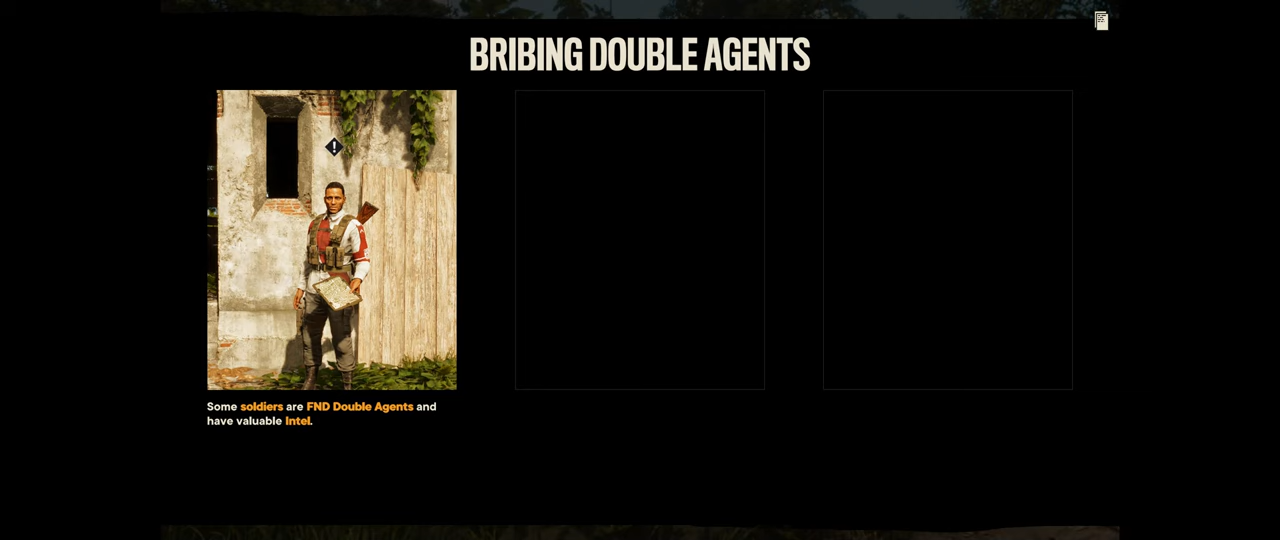 BRIBING DOUBLE AGENTS
Some soldiers are FND Double Agents and
have valuable Intel.